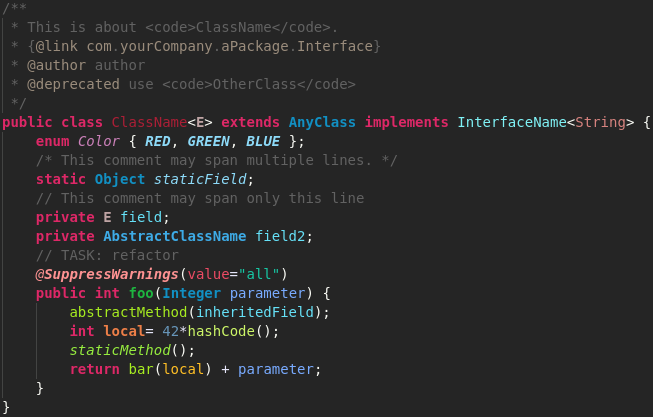 /**
 * This is about <code>ClassName</code>.
 * {@link com.yourCompany.aPackage.Interface}
 * @author author
 * @deprecated use <code>OtherClass</code>
 */
public class ClassName<E> extends AnyClass implements InterfaceName<String> {
    enum Color { RED, GREEN, BLUE };
    /* This comment may span multiple lines. */
    static Object staticField;
    // This comment may span only this line
    private E field;
    private AbstractClassName field2;
    // TASK: refactor
    @SuppressWarnings(value="all")
    public int foo(Integer parameter) {
        abstractMethod(inheritedField);
        int local= 42*hashCode();
        staticMethod();
        return bar(local) + parameter;
    }
}